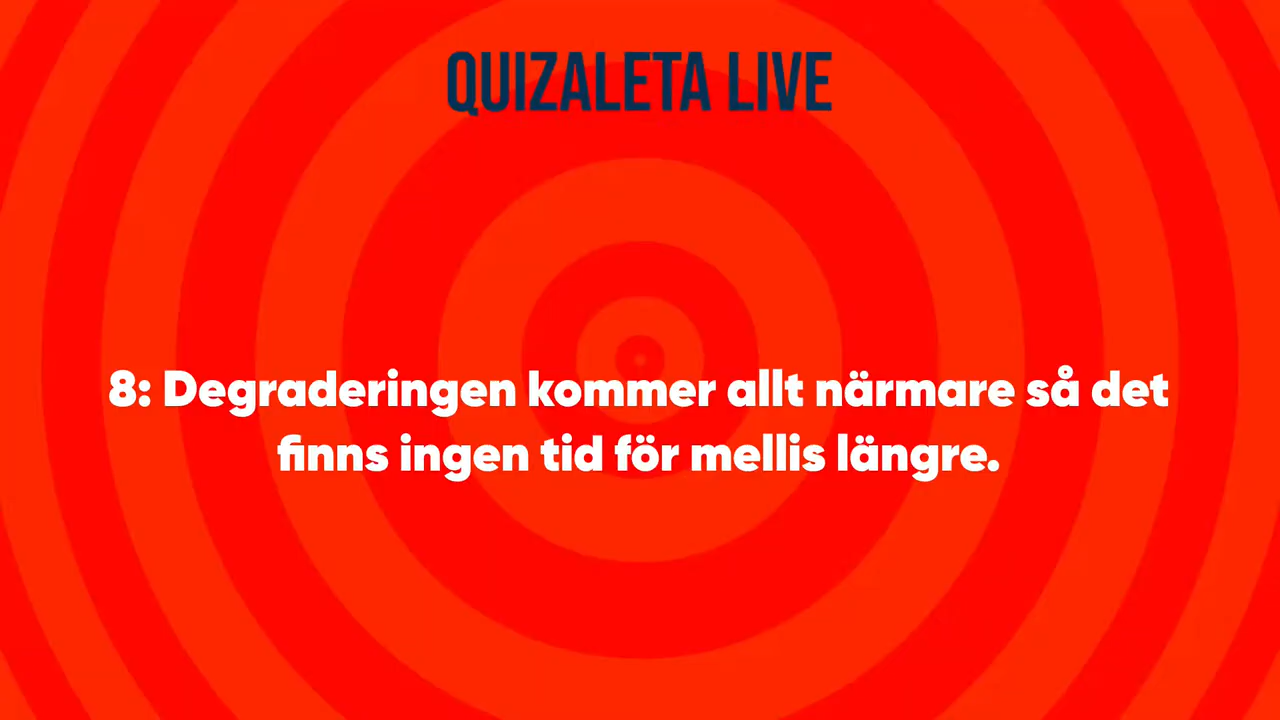 QUIZALETA LIVE
8: Degraderingen kommer allt närmare så det
finns ingen tid för mellis längre.